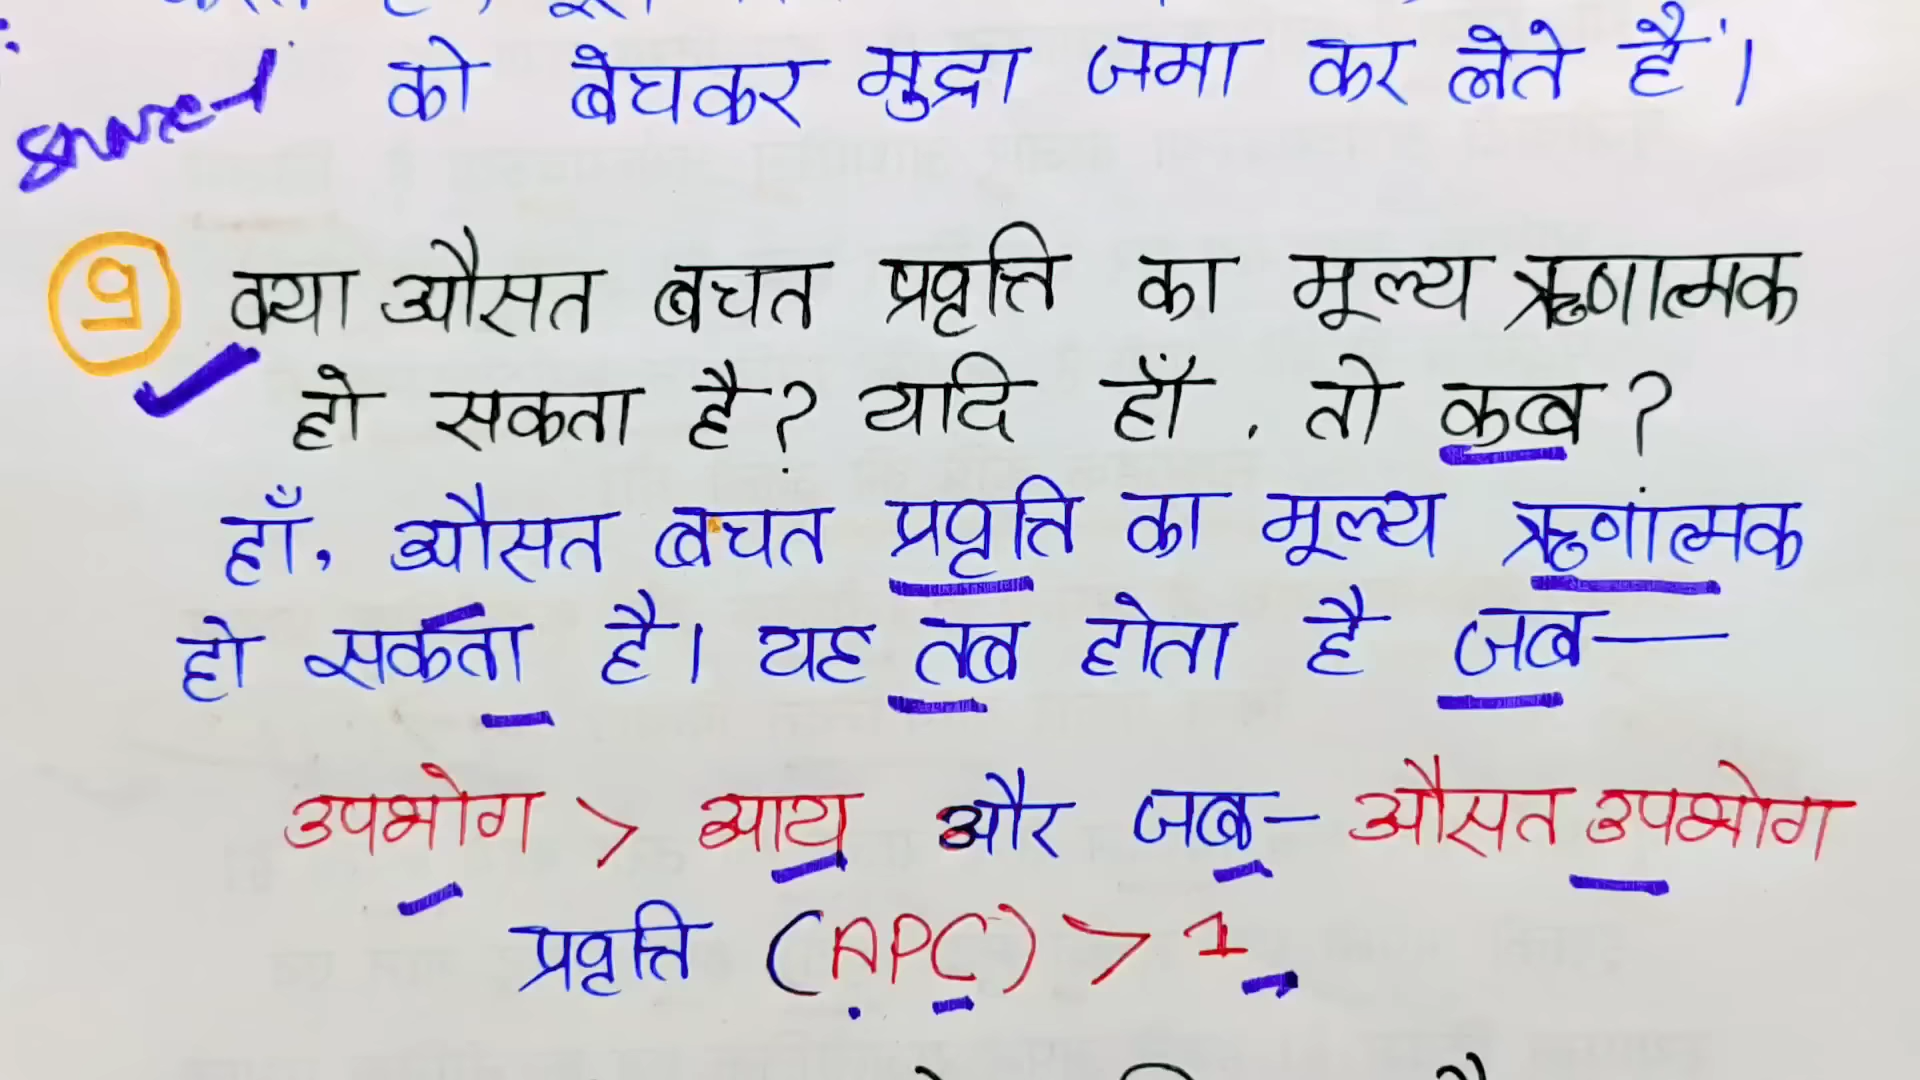 को बेचकर मुद्रा जमा कर लेते है।
9 क्या औसत बचत प्रवृत्ति का मूल्य ऋणात्मक
हो सकता है? यदि हाँ, तो कब?
हाँ, औसत बचत प्रवृत्ति का मूल्य ऋणात्मक
हो सकता है। यह तब होता है जब—
उपभोग > आय और जब– औसत उपभोग
प्रवृत्ति (APC) > 1